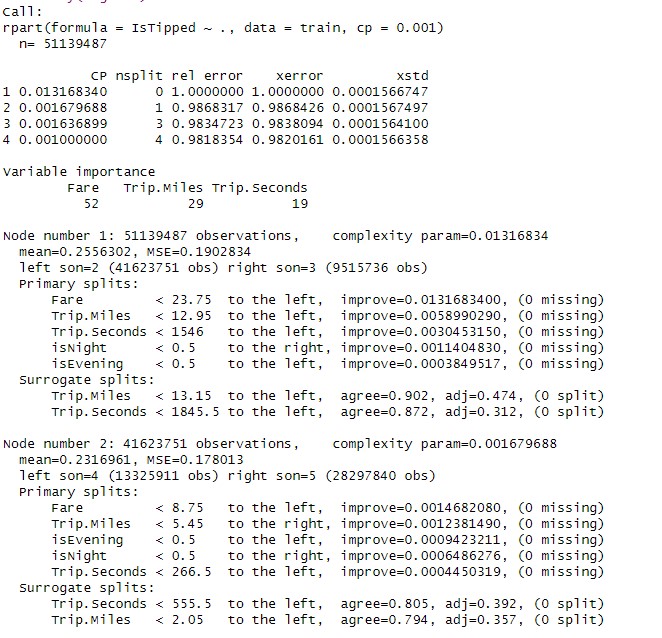 Call:
rpart(formula = IsTipped ~ ., data = train, cp = 0.001)
  n= 51139487

           CP nsplit rel error    xerror         xstd
1 0.013168340      0 1.0000000 1.0000000 0.0001566747
2 0.001679688      1 0.9868317 0.9868426 0.0001567497
3 0.001636899      3 0.9834723 0.9838094 0.0001564100
4 0.001000000      4 0.9818354 0.9820161 0.0001566358

Variable importance
        Fare   Trip.Miles Trip.Seconds
          52           29           19

Node number 1: 51139487 observations,    complexity param=0.01316834
  mean=0.2556302, MSE=0.1902834
  left son=2 (41623751 obs) right son=3 (9515736 obs)
  Primary splits:
      Fare         < 23.75  to the left,  improve=0.0131683400, (0 missing)
      Trip.Miles   < 12.95  to the left,  improve=0.0058990290, (0 missing)
      Trip.Seconds < 1546   to the left,  improve=0.0030453150, (0 missing)
      isNight      < 0.5    to the right, improve=0.0011404830, (0 missing)
      isEvening    < 0.5    to the left,  improve=0.0003849517, (0 missing)
  Surrogate splits:
      Trip.Miles   < 13.15  to the left,  agree=0.902, adj=0.474, (0 split)
      Trip.Seconds < 1845.5 to the left,  agree=0.872, adj=0.312, (0 split)

Node number 2: 41623751 observations,    complexity param=0.001679688
  mean=0.2316961, MSE=0.178013
  left son=4 (13325911 obs) right son=5 (28297840 obs)
  Primary splits:
      Fare         < 8.75   to the left,  improve=0.0014682080, (0 missing)
      Trip.Miles   < 5.45   to the right, improve=0.0012381490, (0 missing)
      isEvening    < 0.5    to the left,  improve=0.0009423211, (0 missing)
      isNight      < 0.5    to the right, improve=0.0006486276, (0 missing)
      Trip.Seconds < 266.5  to the left,  improve=0.0004450319, (0 missing)
  Surrogate splits:
      Trip.Seconds < 555.5  to the left,  agree=0.805, adj=0.392, (0 split)
      Trip.Miles   < 2.05   to the left,  agree=0.794, adj=0.357, (0 split)